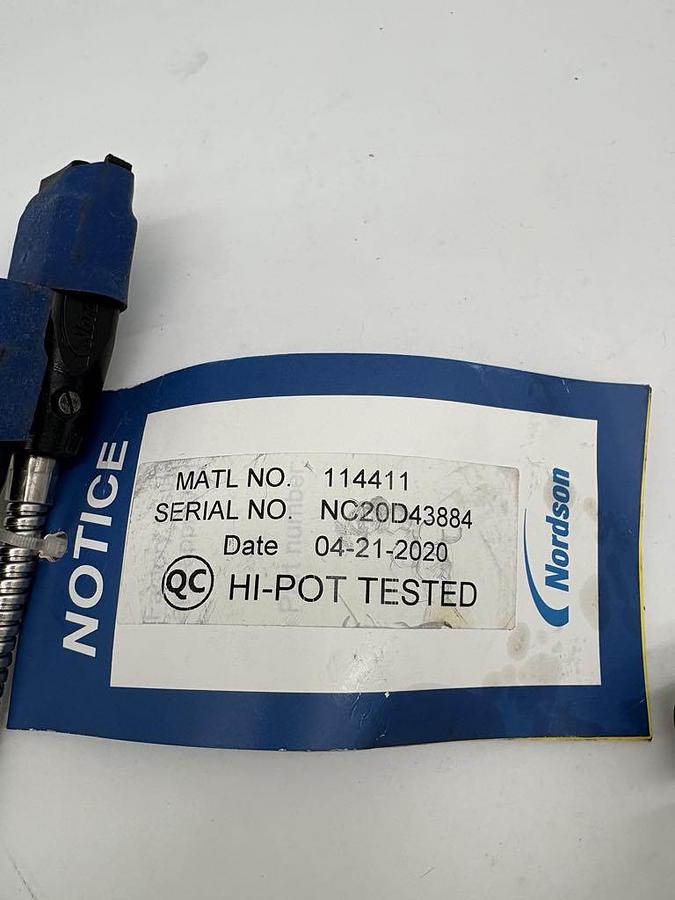 NOTICE
MATL NO. 114411
SERIAL NO. NC20D43884
Date 04-21-2020
QC HI-POT TESTED
Nordson